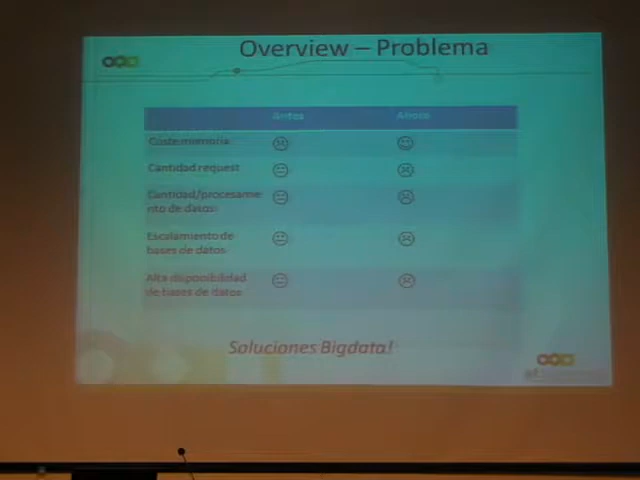 Overview – Problema
Antes Ahora
Coste memoria
Cantidad request
Cantidad/procesamie
nto de datos
Escalamiento de
bases de datos
Alta disponibilidad
de bases de datos
Soluciones Bigdata!